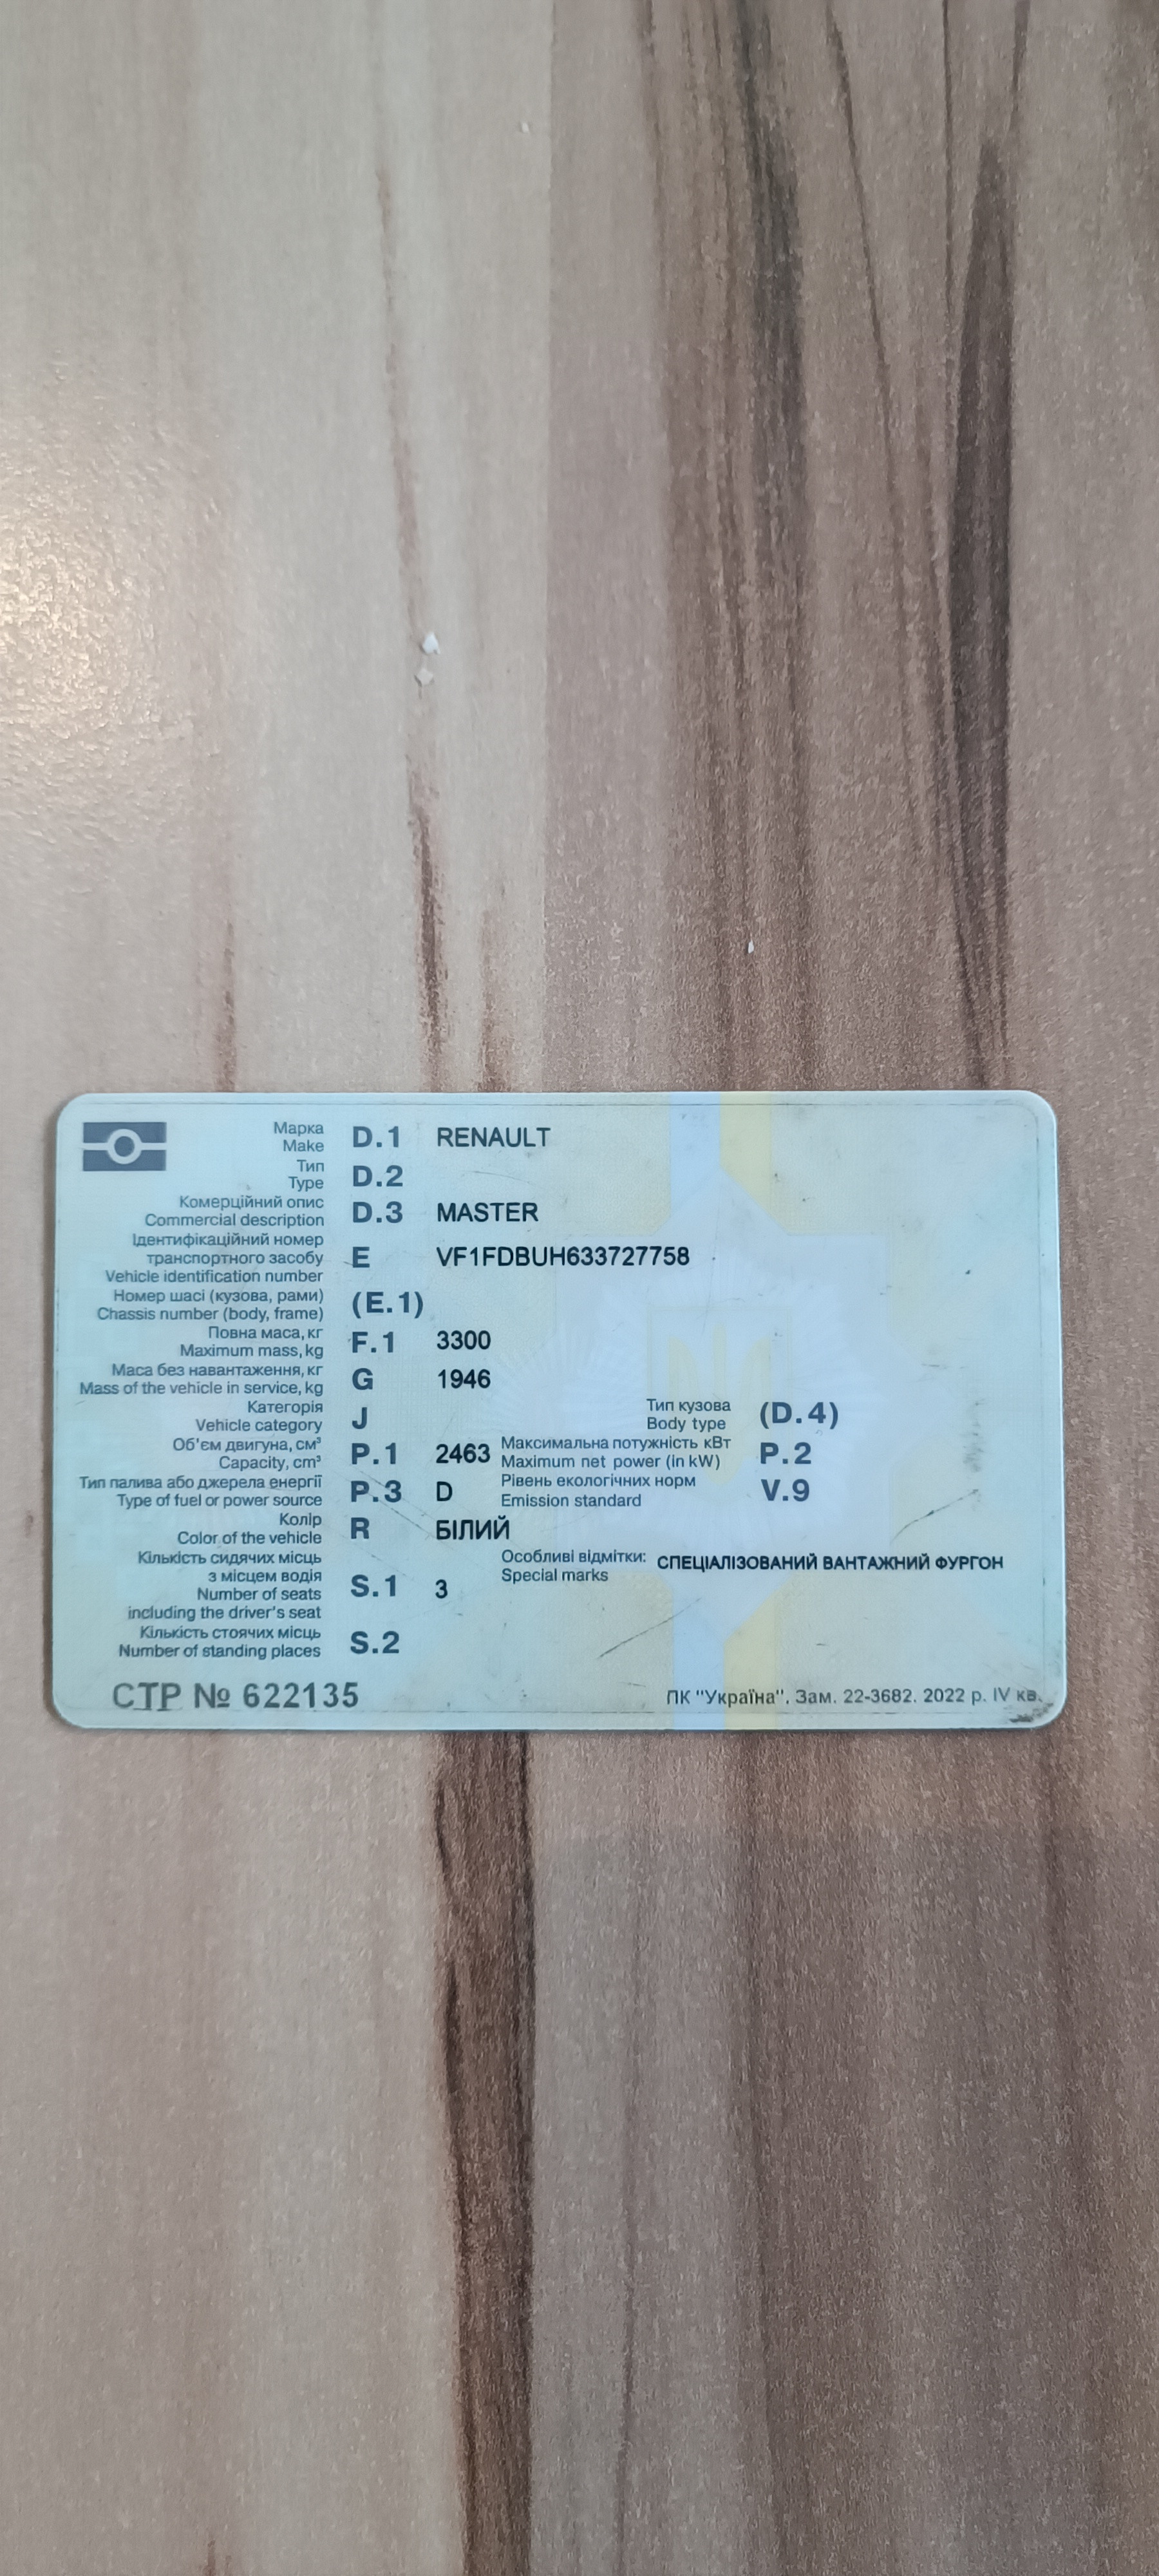 Марка D.1 RENAULT
Make
Тип D.2
Type
Комерційний опис D.3 MASTER
Commercial description
Ідентифікаційний номер
транспортного засобу E VF1FDBUH633727758
Vehicle identification number
Номер шасі (кузова, рами) (E.1)
Chassis number (body, frame)
Повна маса, кг F.1 3300
Maximum mass, kg
Маса без навантаження, кг G 1946
Mass of the vehicle in service, kg
Категорія J Тип кузова (D.4)
Vehicle category Body type
Об'єм двигуна, см³ P.1 2463 Максимальна потужність кВт P.2
Capacity, cm³ Maximum net power (in kW)
Тип палива або джерела енергії P.3 D Рівень екологічних норм V.9
Type of fuel or power source Emission standard
Колір R БІЛИЙ
Color of the vehicle
Кількість сидячих місць Особливі відмітки: СПЕЦІАЛІЗОВАНИЙ ВАНТАЖНИЙ ФУРГОН
з місцем водія S.1 3 Special marks
Number of seats
including the driver's seat
Кількість стоячих місць S.2
Number of standing places
СТР № 622135 ПК "Україна". Зам. 22-3682. 2022 р. IV кв.